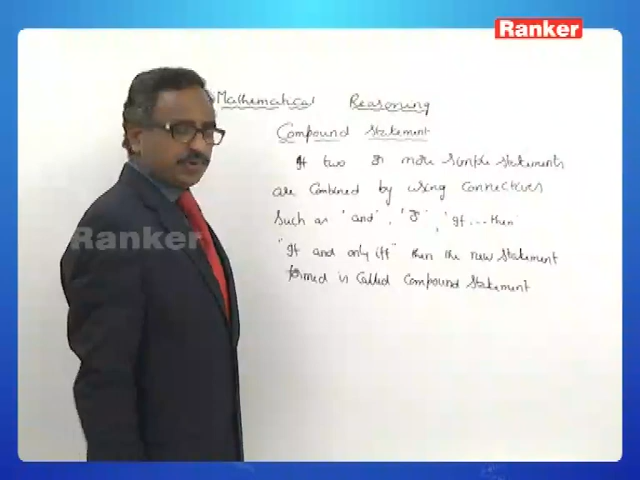 Ranker
Mathematical Reasoning
Compound Statement
If two or more simple statements
are combined by using connectives
Such as "and", "or", "If...then"
"If and only iff" then the new statement
formed is called compound statement
Ranker